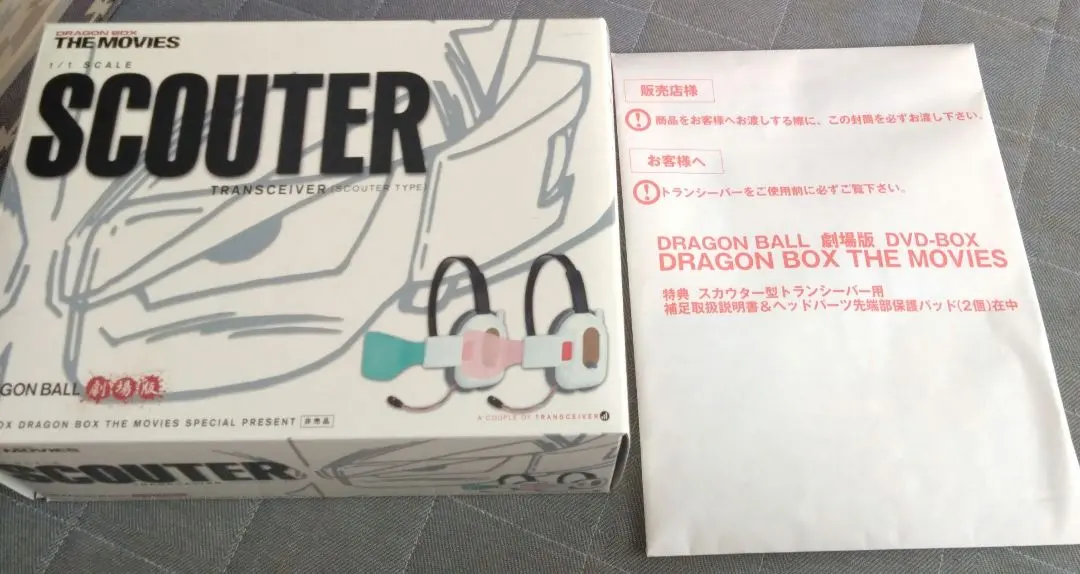 DRAGON BOX
THE MOVIES
1/1 SCALE
SCOUTER
TRANSCEIVER (SCOUTER TYPE)
GON BALL 劇場版
A COUPLE OF TRANSCEIVER
OX DRAGON BOX THE MOVIES SPECIAL PRESENT 非売品
MOVIES
SCOUTER
販売店様
商品をお客様へお渡しする際に、この封筒を必ずお渡し下さい。
お客様へ
トランシーバーをご使用前に必ずご覧下さい。
DRAGON BALL 劇場版 DVD-BOX
DRAGON BOX THE MOVIES
特典 スカウター型トランシーバー用
補足取扱説明書&ヘッドパーツ先端部保護パッド(2個)在中